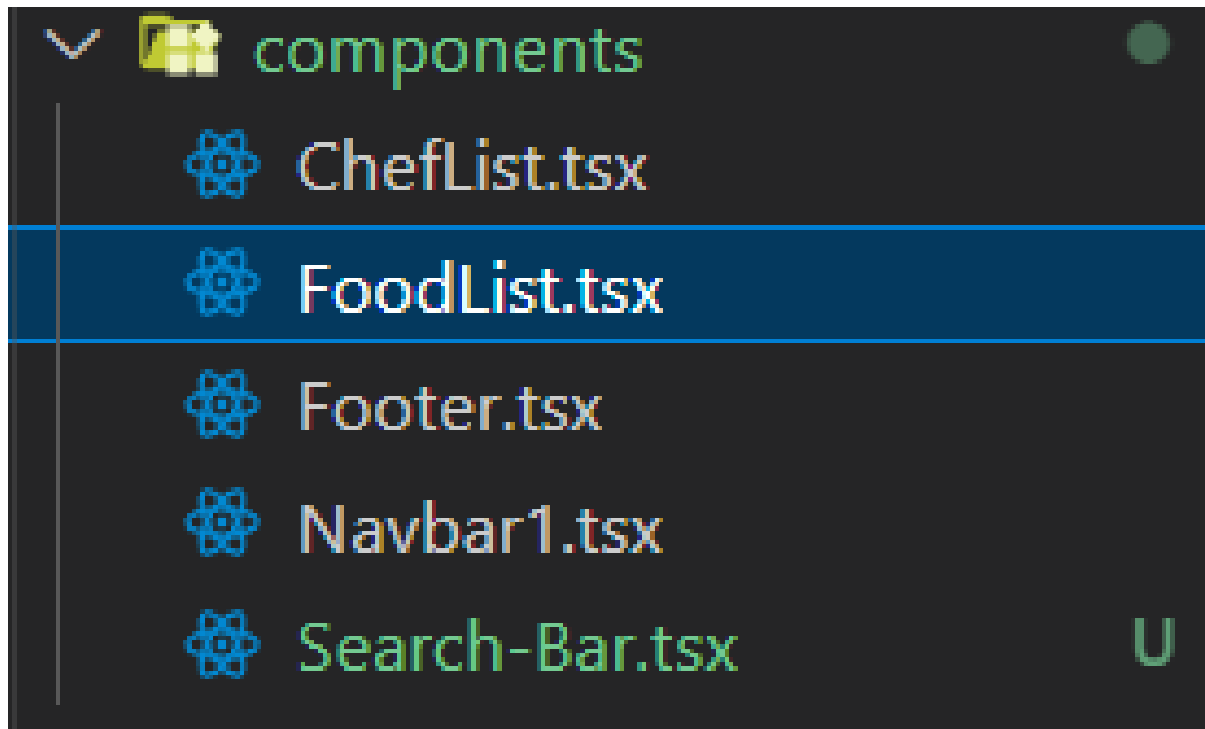 components
ChefList.tsx
FoodList.tsx
Footer.tsx
Navbar1.tsx
Search-Bar.tsx U